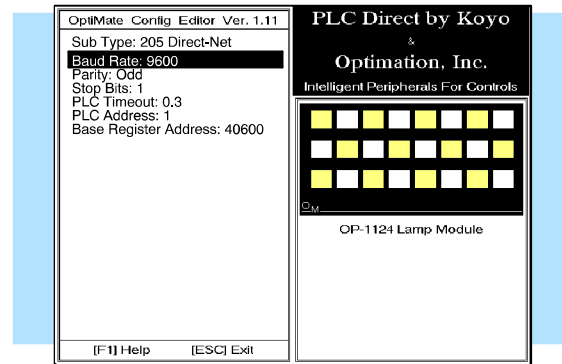 OptiMate Config Editor Ver. 1.11
Sub Type: 205 Direct-Net
Baud Rate: 9600
Parity: Odd
Stop Bits: 1
PLC Timeout: 0.3
PLC Address: 1
Base Register Address: 40600
[F1] Help [ESC] Exit
PLC Direct by Koyo
&
Optimation, Inc.
Intelligent Peripherals For Controls
OM
OP-1124 Lamp Module